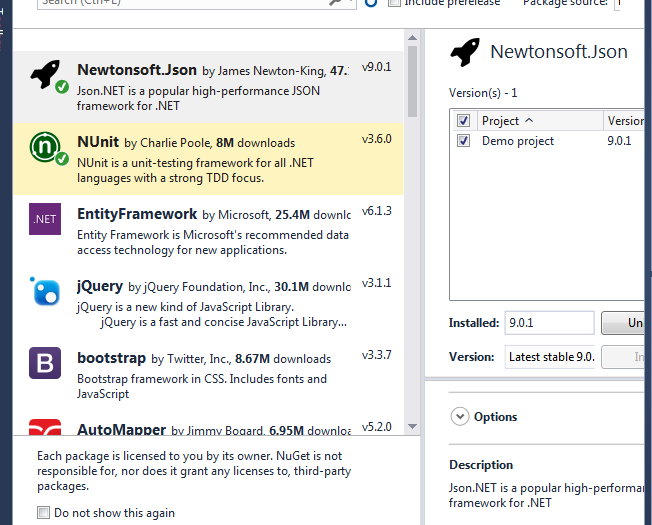 Search (Ctrl+E)
Include prerelease
Package source:
Newtonsoft.Json by James Newton-King, 47.
v9.0.1
Json.NET is a popular high-performance JSON
framework for .NET
NUnit by Charlie Poole, 8M downloads
v3.6.0
NUnit is a unit-testing framework for all .NET
languages with a strong TDD focus.
.NET
EntityFramework by Microsoft, 25.4M downloa
v6.1.3
Entity Framework is Microsoft's recommended data
access technology for new applications.
jQuery by jQuery Foundation, Inc., 30.1M downlo
v3.1.1
jQuery is a new kind of JavaScript Library.
jQuery is a fast and concise JavaScript Library...
B
bootstrap by Twitter, Inc., 8.67M downloads
v3.3.7
Bootstrap framework in CSS. Includes fonts and
JavaScript
AutoMapper by Jimmy Bogard, 6.95M downloa
v5.2.0
Each package is licensed to you by its owner. NuGet is not
responsible for, nor does it grant any licenses to, third-party
packages.
Do not show this again
Newtonsoft.Json
Version(s) - 1
Project
Version
Demo project
9.0.1
Installed:
9.0.1
Un
Version:
Latest stable 9.0.
In
Options
Description
Json.NET is a popular high-performan
framework for .NET